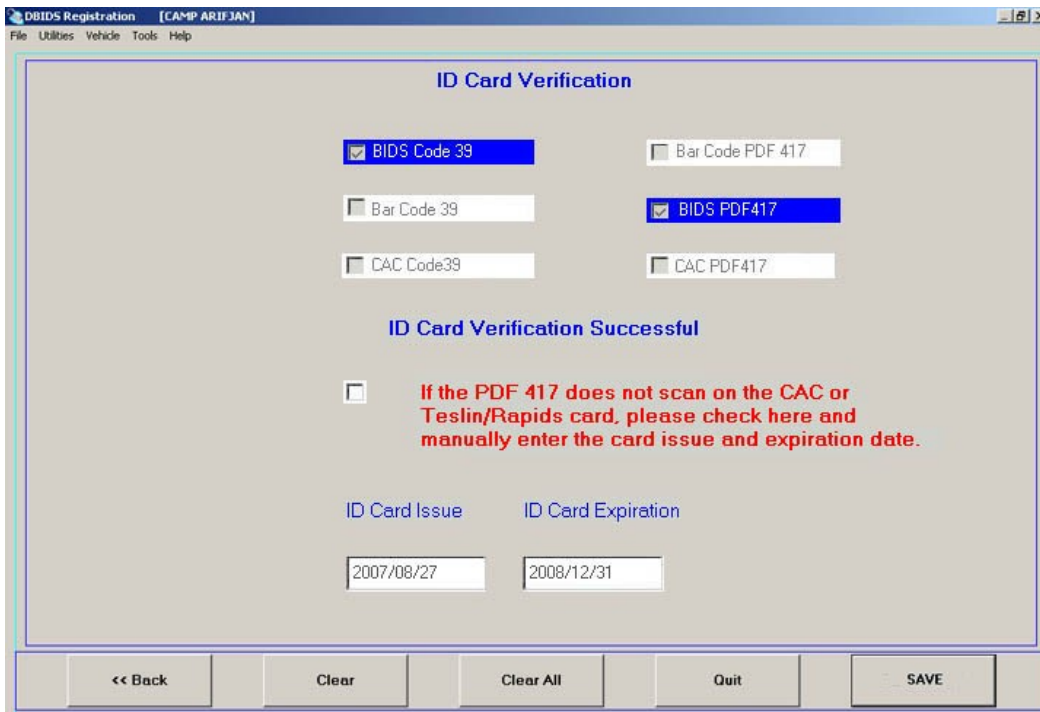 DBIDS Registration [CAMP ARIFJAN]
File Utilities Vehicle Tools Help
ID Card Verification
BIDS Code 39 Bar Code PDF 417
Bar Code 39 BIDS PDF417
CAC Code39 CAC PDF417
ID Card Verification Successful
If the PDF 417 does not scan on the CAC or
Teslin/Rapids card, please check here and
manually enter the card issue and expiration date.
ID Card Issue ID Card Expiration
2007/08/27 2008/12/31
<< Back Clear Clear All Quit SAVE